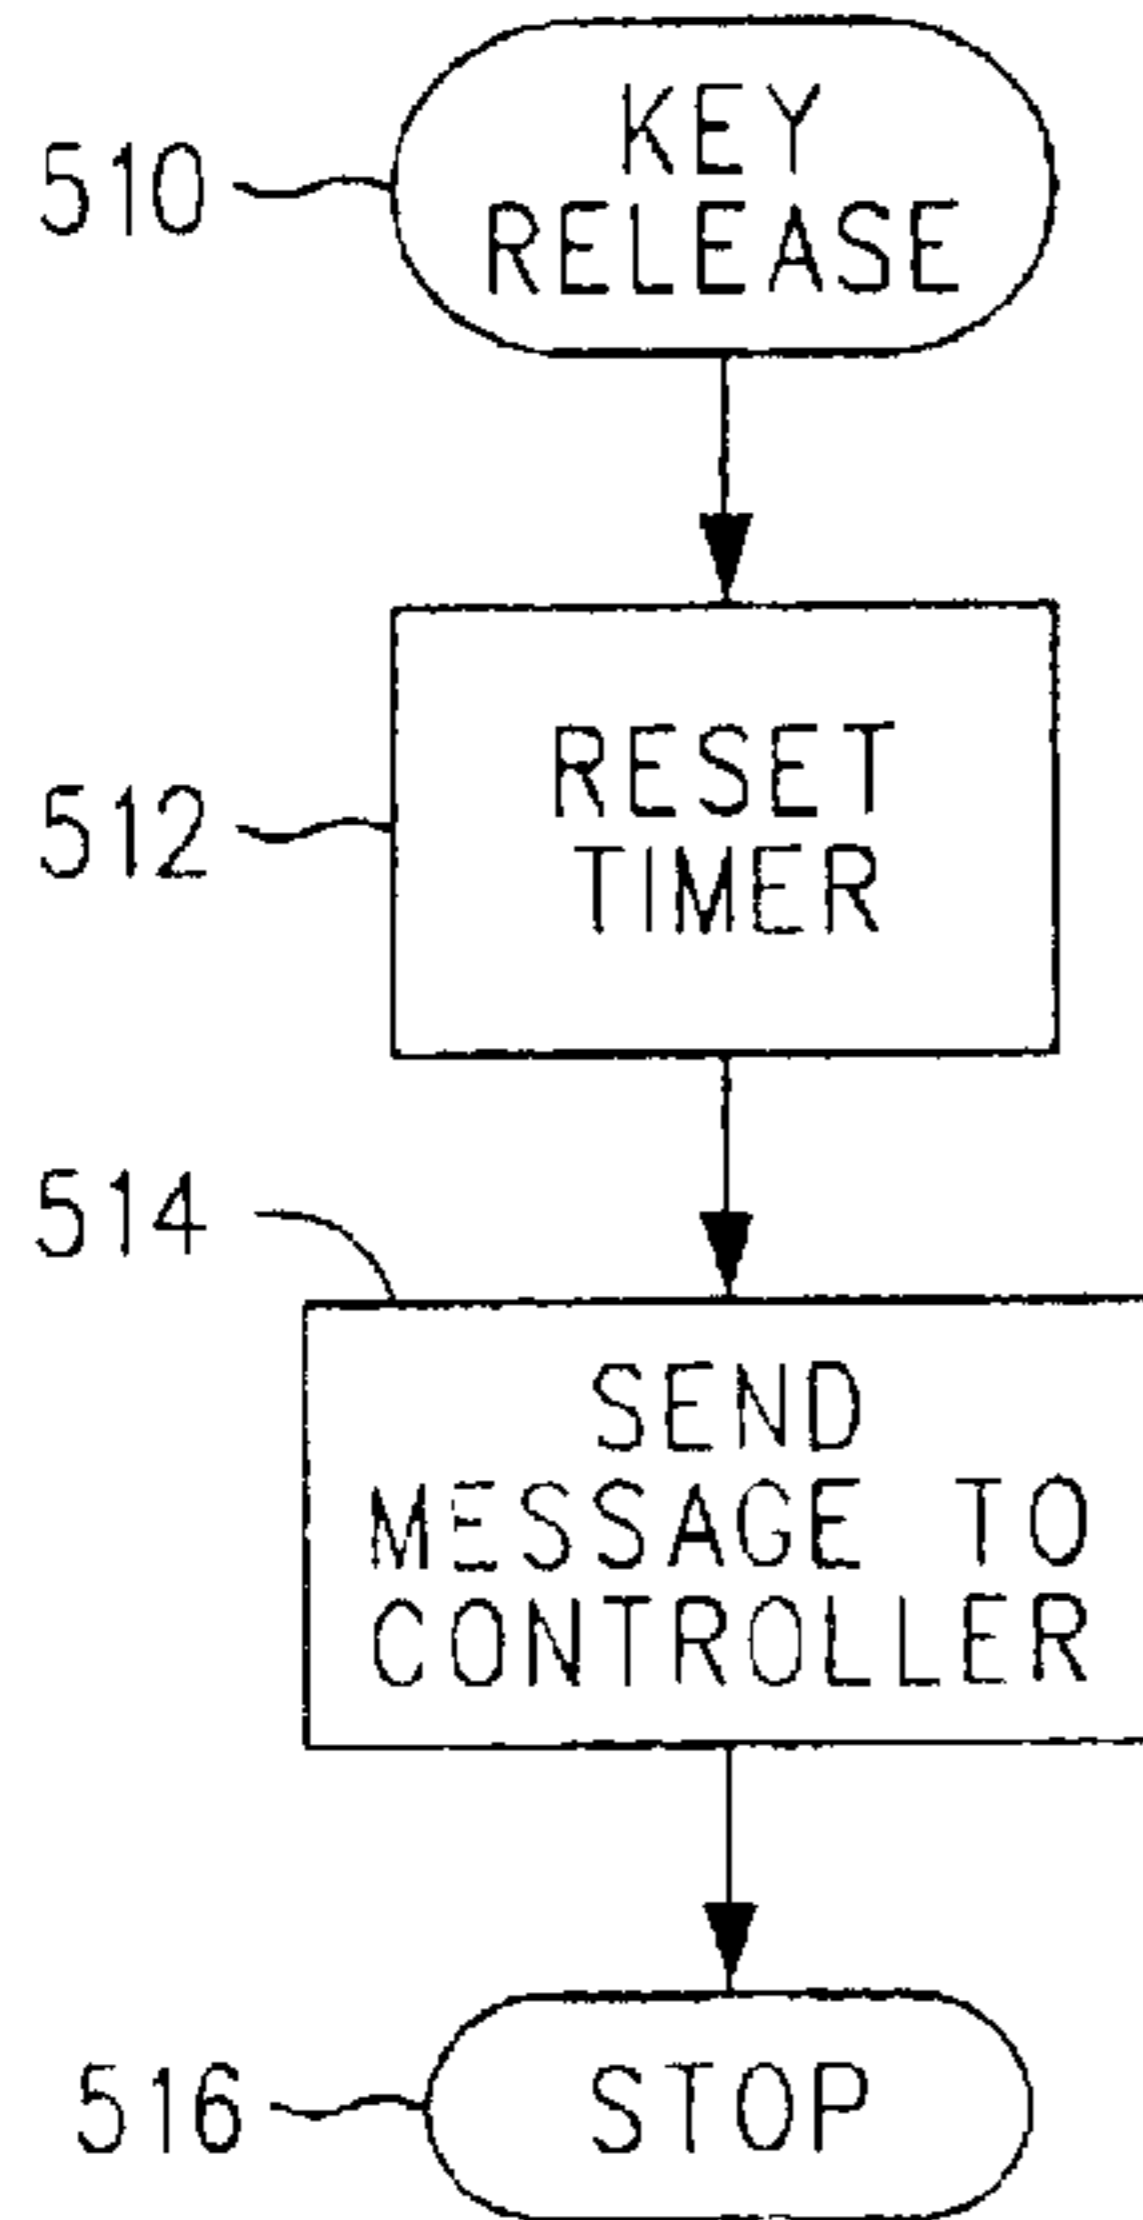 510
KEY
RELEASE
512
RESET
TIMER
514
SEND
MESSAGE TO
CONTROLLER
516
STOP